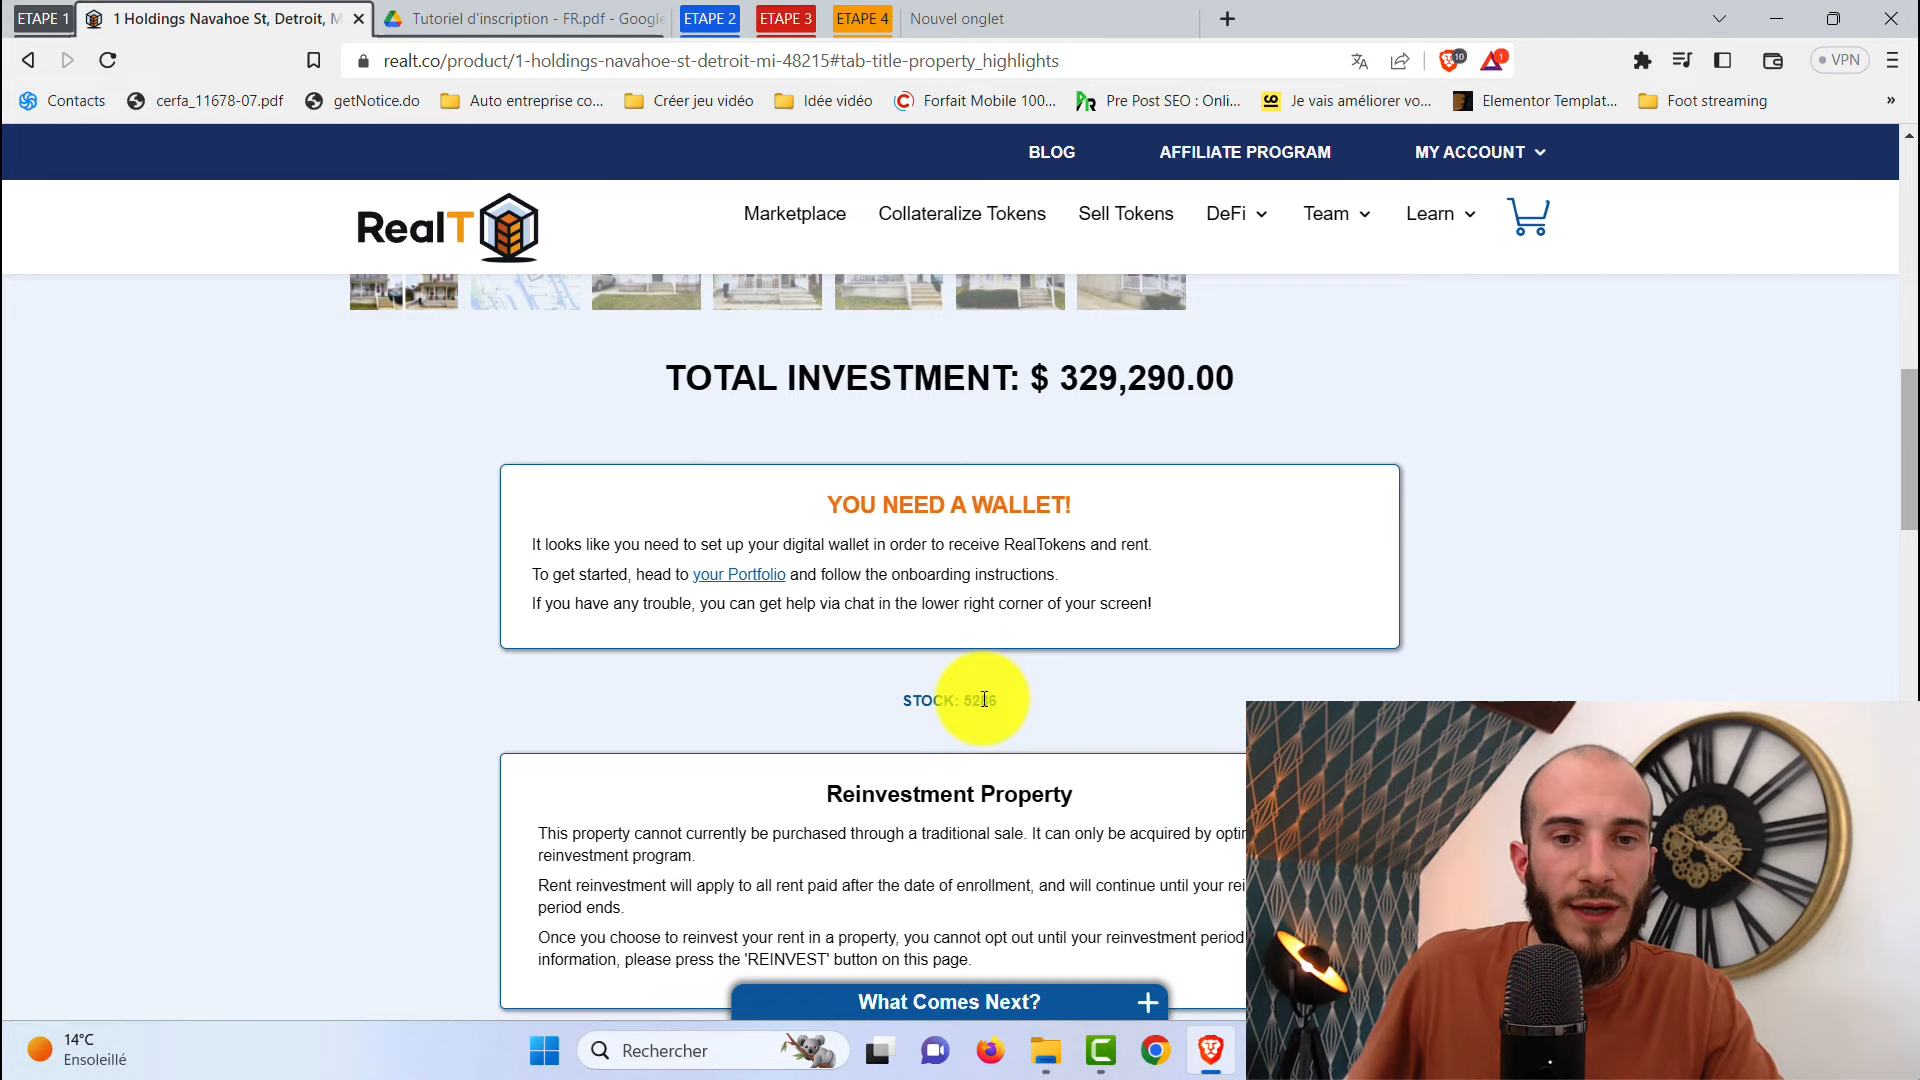 ETAPE 1
1 Holdings Navahoe St, Detroit, M
Tutoriel d'inscription - FR.pdf - Google
ETAPE 2
ETAPE 3
ETAPE 4
Nouvel onglet
realt.co/product/1-holdings-navahoe-st-detroit-mi-48215#tab-title-property_highlights
10
1
VPN
Contacts
cerfa_11678-07.pdf
getNotice.do
Auto entreprise co...
Créer jeu vidéo
Idée vidéo
Forfait Mobile 100...
Pre Post SEO : Onli...
Je vais améliorer vo...
Elementor Templat...
Foot streaming
»
BLOG
AFFILIATE PROGRAM
MY ACCOUNT
RealT
Marketplace
Collateralize Tokens
Sell Tokens
DeFi
Team
Learn
TOTAL INVESTMENT: $ 329,290.00
YOU NEED A WALLET!
It looks like you need to set up your digital wallet in order to receive RealTokens and rent.
To get started, head to your Portfolio and follow the onboarding instructions.
If you have any trouble, you can get help via chat in the lower right corner of your screen!
STOCK:
Reinvestment Property
This property cannot currently be purchased through a traditional sale. It can only be acquired by
reinvestment program.
Rent reinvestment will apply to all rent paid after the date of enrollment, and will continue until your
period ends.
Once you choose to reinvest your rent in a property, you cannot opt out until your reinvestment period
information, please press the 'REINVEST' button on this page.
What Comes Next?
14°C
Ensoleillé
Rechercher